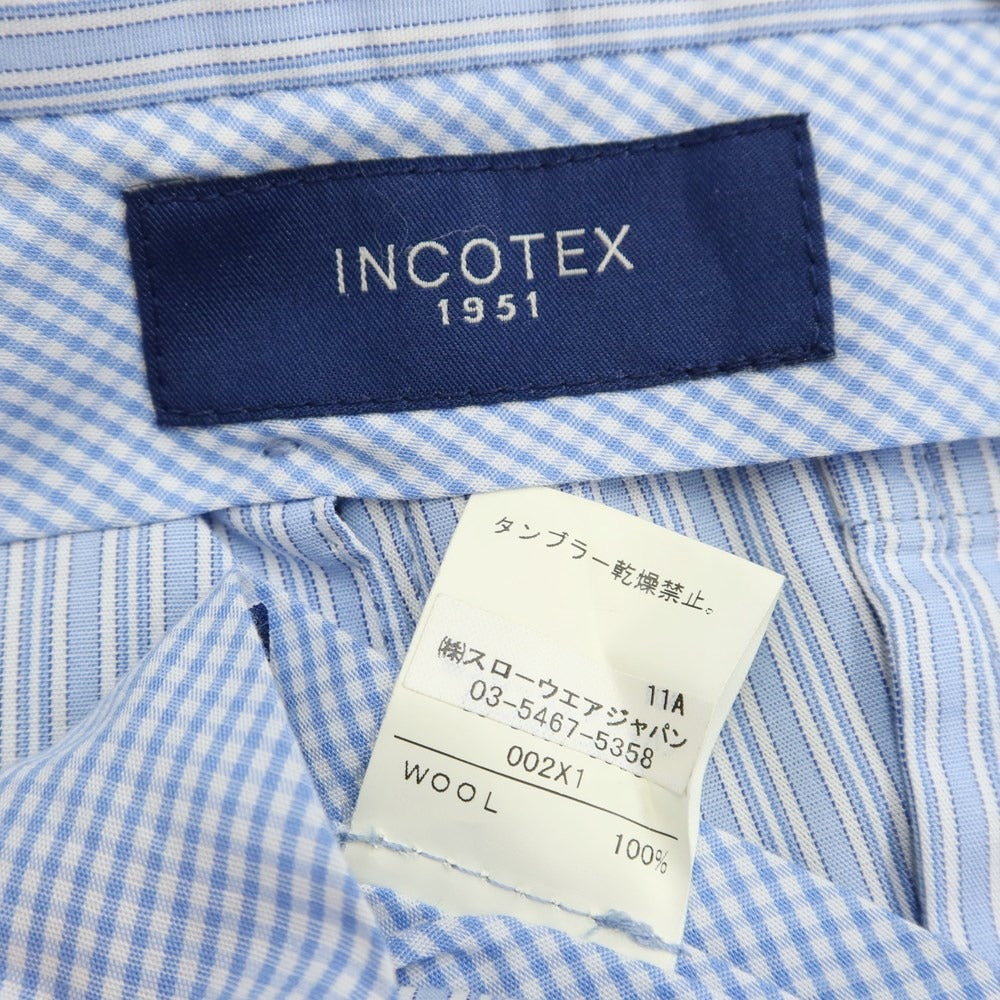 INCOTEX
1951
タンブラー乾燥禁止。
11A
㈱スローウエアジャパン
03-5467-5358
002X1
WOOL 100%